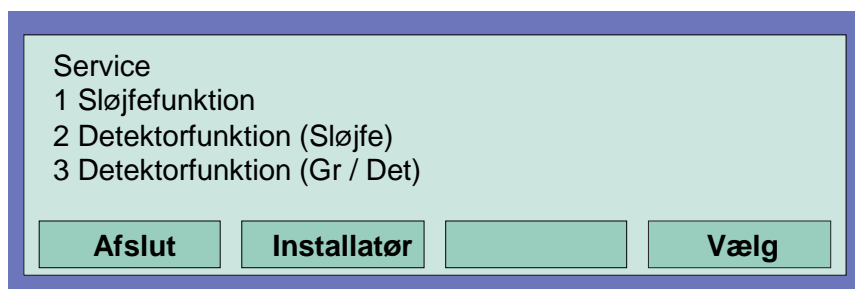 Service
1 Sløjfefunktion
2 Detektorfunktion (Sløjfe)
3 Detektorfunktion (Gr / Det)
Afslut Installatør Vælg